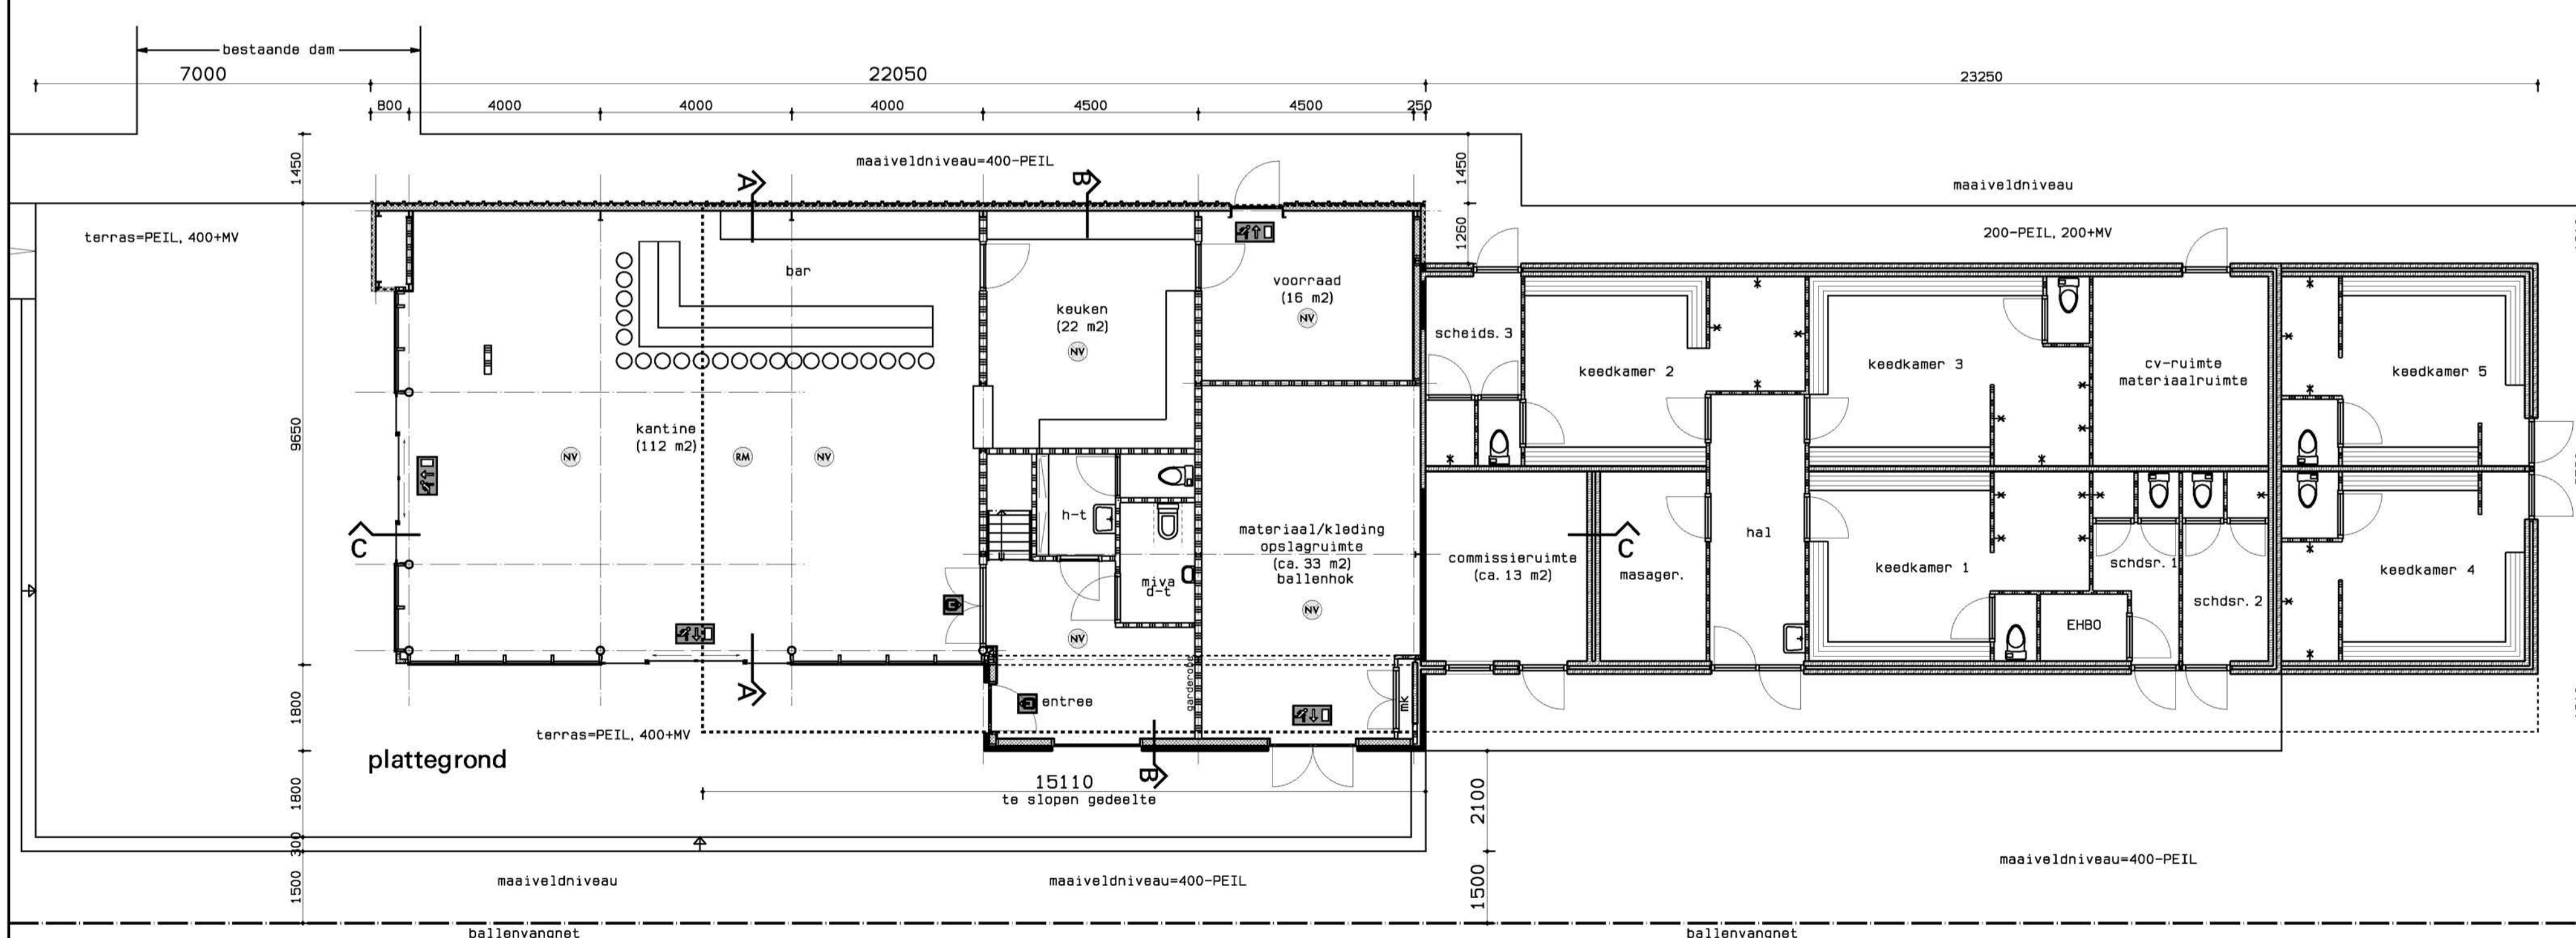 bestaande dam
7000
22050
23250
800
4000
4000
4000
4500
4500
250
1450
maaiveldniveau=400-PEIL
1450
maaiveldniveau
A
B
terras=PEIL, 400+MV
1260
200-PEIL, 200+MV
bar
voorraad
(16 m2)
NV
keuken
(22 m2)
NV
scheids. 3
keedkamer 2
keedkamer 3
cv-ruimte
materiaalruimte
keedkamer 5
9650
kantine
(112 m2)
NV
RM
NV
h-t
C
materiaal/kleding
opslagruimte
(ca. 33 m2)
ballenhok
NV
commissieruimte
(ca. 13 m2)
C
masager.
hal
keedkamer 1
schdsr. 1
schdsr. 2
keedkamer 4
miva
d-t
EHBO
NV
garderobe
entree
mk
A
1800
terras=PEIL, 400+MV
plattegrond
B
15110
te slopen gedeelte
1800
2100
300
maaiveldniveau
maaiveldniveau=400-PEIL
maaiveldniveau=400-PEIL
1500
1500
ballenvangnet
ballenvangnet